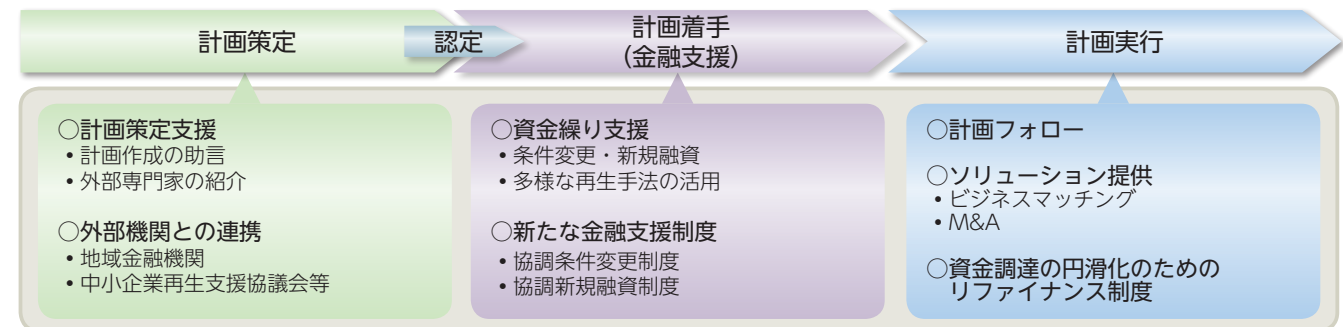 計画策定
認定
計画着手
(金融支援)
計画実行
○計画策定支援
•計画作成の助言
•外部専門家の紹介
○外部機関との連携
•地域金融機関
•中小企業再生支援協議会等
○資金繰り支援
•条件変更・新規融資
•多様な再生手法の活用
○新たな金融支援制度
•協調条件変更制度
•協調新規融資制度
○計画フォロー
○ソリューション提供
•ビジネスマッチング
•M&A
○資金調達の円滑化のための
リファイナンス制度